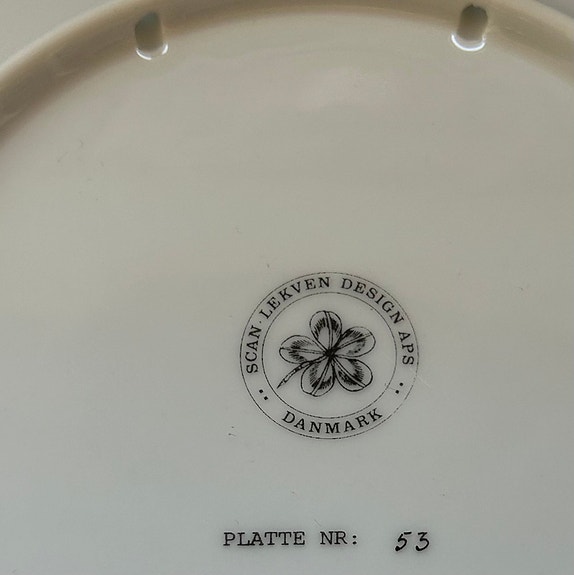 SCAN·LEKVEN DESIGN APS
DANMARK
PLATTE NR: 53